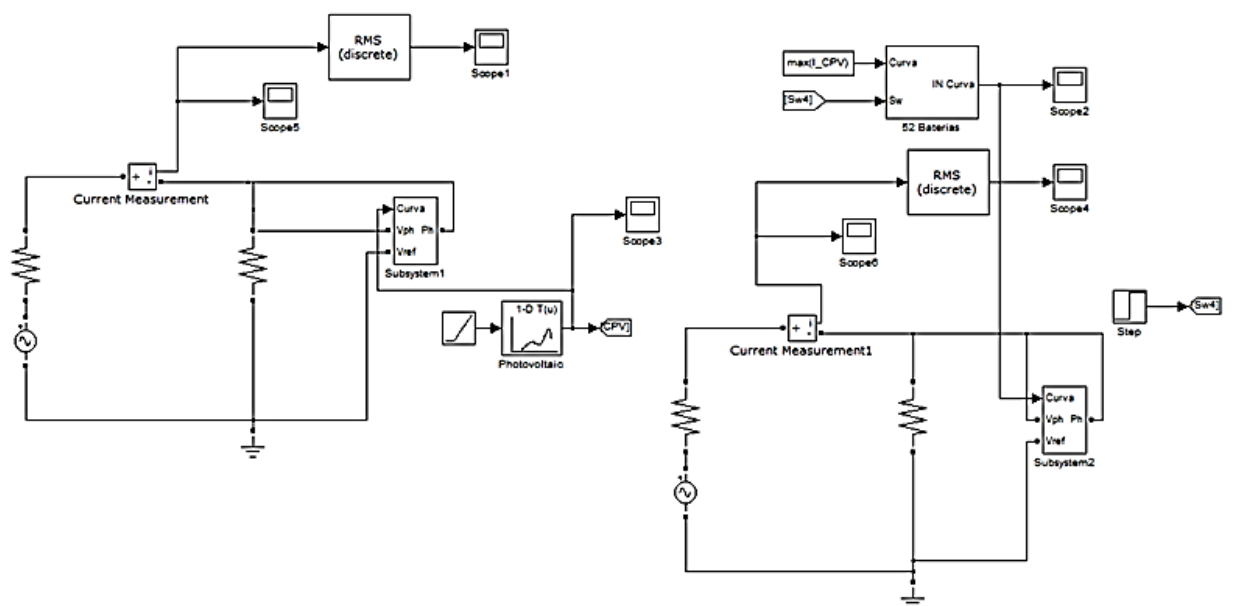 RMS
(discrete)
Scope1
Scope5
+
i
-
Current Measurement
Curva
Vph Ph
Vref
Subsystem1
Scope3
1-D T(u)
CPV]
Photovoltaic
+
max(I_CPV)
Curva
IN Curva
[Sw4]
Sw
52 Baterias
Scope2
RMS
(discrete)
Scope4
Scope6
Step
[Sw4]
+
i
-
Current Measurement1
Curva
Vph Ph
Vref
Subsystem2
+